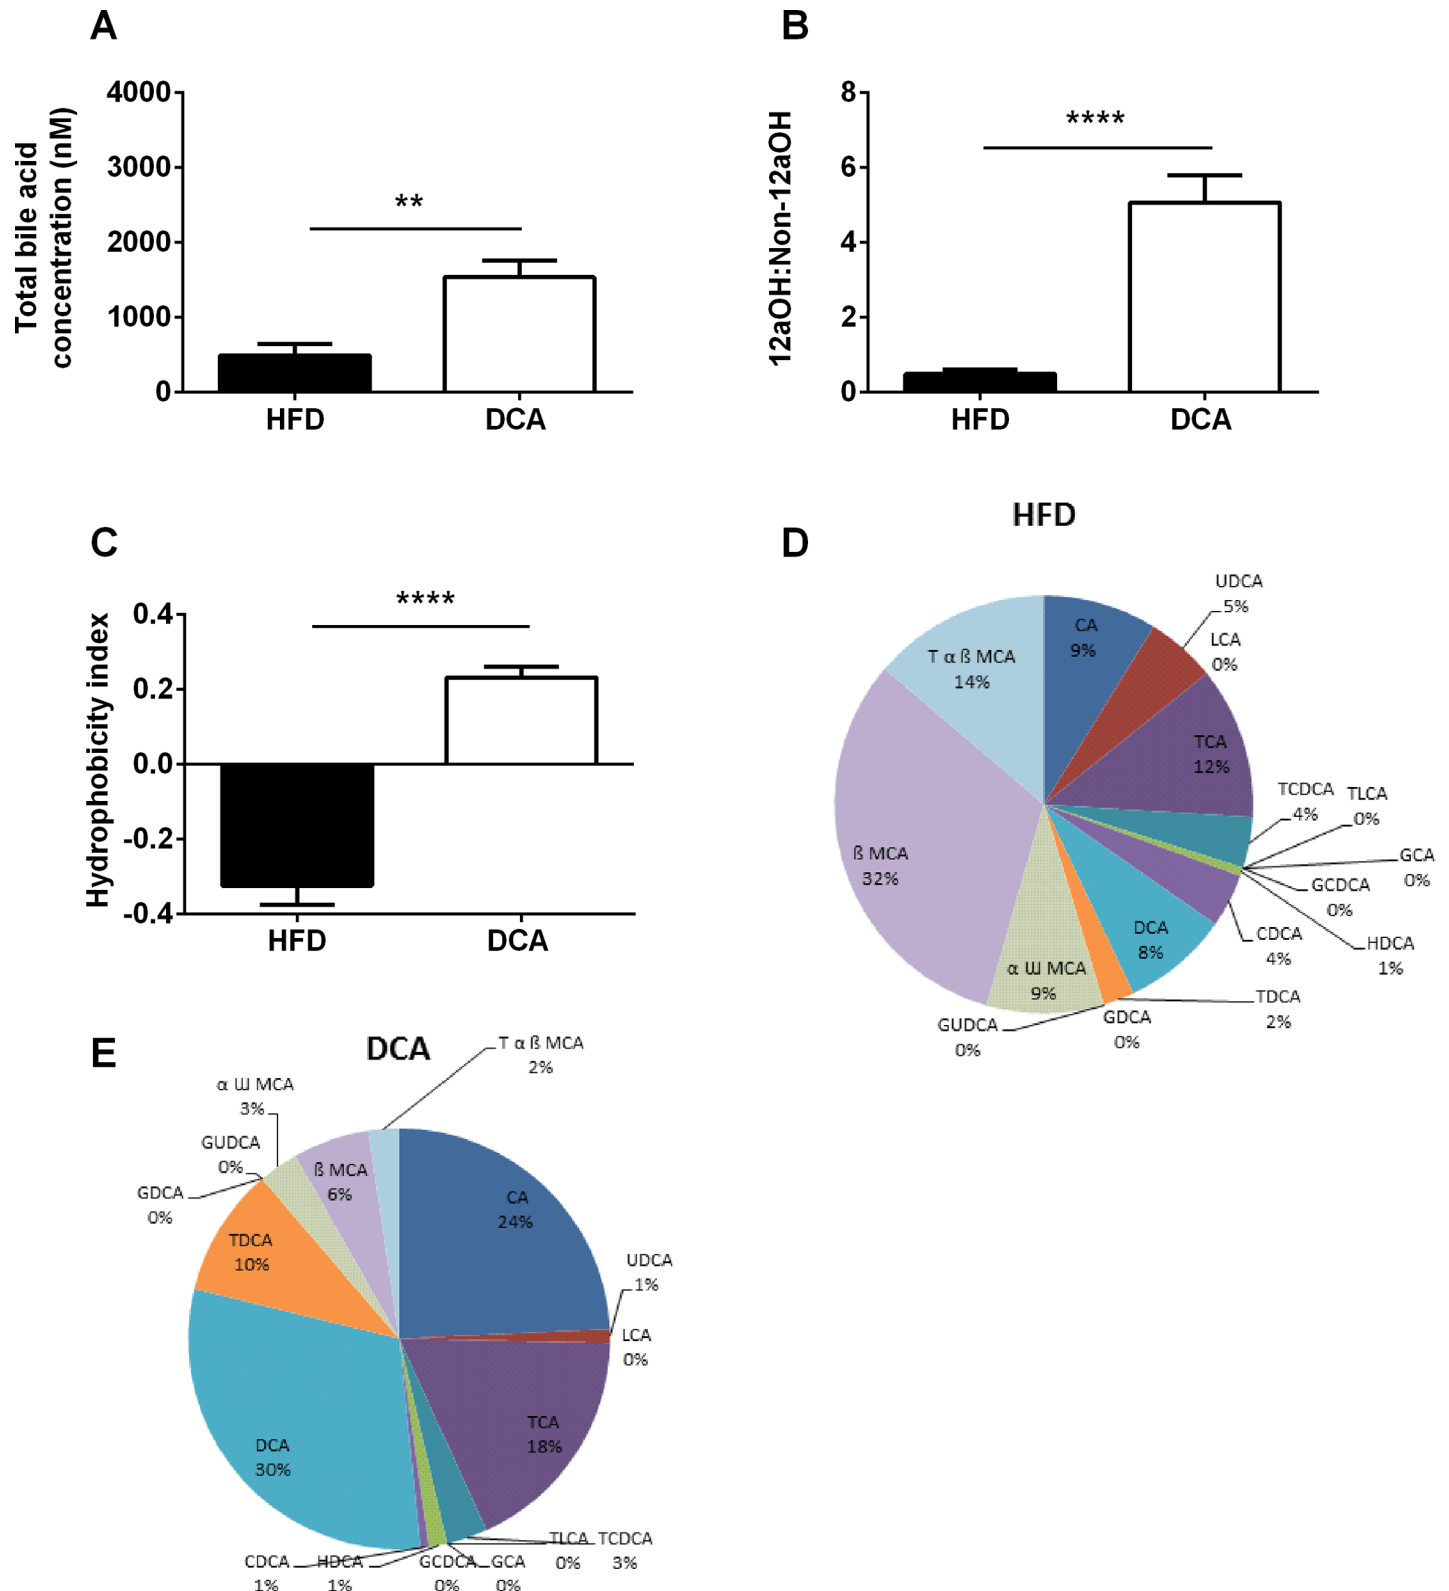 A
Total bile acid
concentration (nM)
4000
3000
2000
1000
0
**
HFD
DCA
B
12aOH:Non-12aOH
8
6
4
2
0
****
HFD
DCA
C
Hydrophobicity index
0.4
0.2
0.0
-0.2
-0.4
****
HFD
DCA
D
HFD
CA
9%
UDCA
5%
LCA
0%
TCA
12%
TCDCA
4%
TLCA
0%
GCA
0%
GCDCA
0%
HDCA
1%
CDCA
4%
DCA
8%
TDCA
2%
GDCA
0%
GUDCA
0%
α Ш MCA
9%
ß MCA
32%
T α ß MCA
14%
E
DCA
T α ß MCA
2%
α Ш MCA
3%
GUDCA
0%
GDCA
0%
ß MCA
6%
CA
24%
UDCA
1%
LCA
0%
TCA
18%
TCDCA
3%
TLCA
0%
GCA
0%
GCDCA
0%
HDCA
1%
CDCA
1%
DCA
30%
TDCA
10%